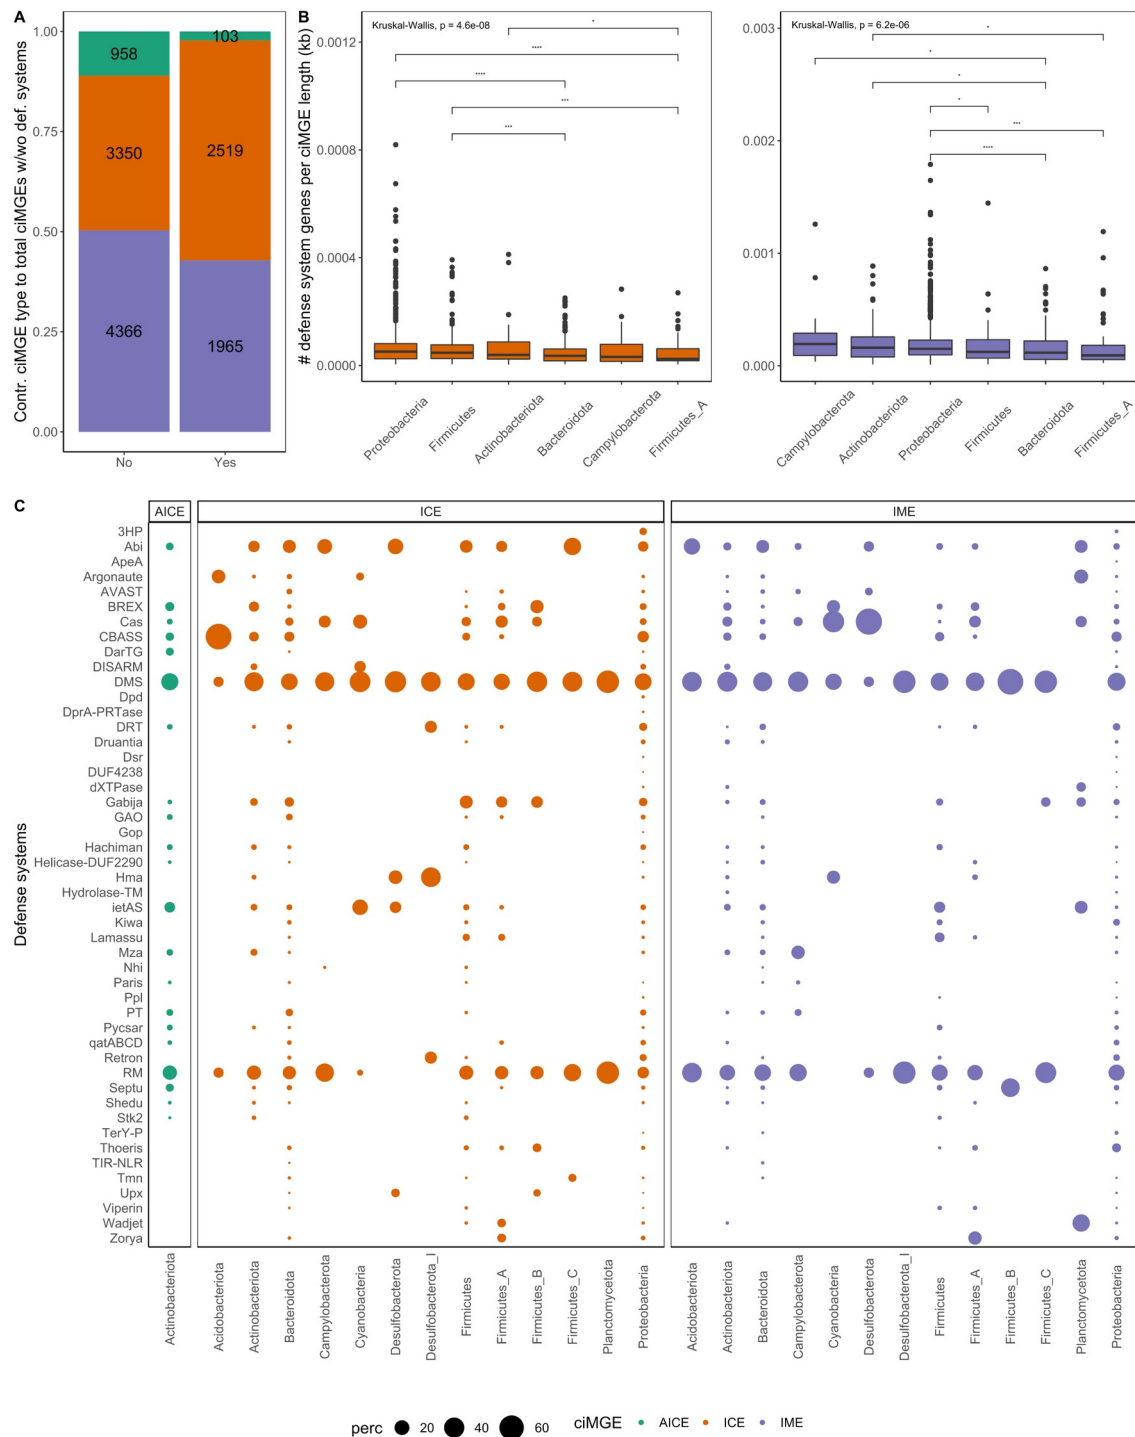 A
Contr. ciMGE type to total ciMGEs w/wo def. systems
1.00
0.75
0.50
0.25
0.00
958
3350
4366
103
2519
1965
No
Yes
B
# defense system genes per ciMGE length (kb)
Kruskal-Wallis, p = 4.6e-08
0.0012
0.0008
0.0004
0.0000
*
****
****
***
***
Proteobacteria
Firmicutes
Actinobacteriota
Bacteroidota
Campylobacterota
Firmicutes_A
Kruskal-Wallis, p = 6.2e-06
0.003
0.002
0.001
0.000
*
*
*
*
***
****
Campylobacterota
Actinobacteriota
Proteobacteria
Firmicutes
Bacteroidota
Firmicutes_A
C
AICE
ICE
IME
Defense systems
3HP
Abi
ApeA
Argonaute
AVAST
BREX
Cas
CBASS
DarTG
DISARM
DMS
Dpd
DprA-PRTase
DRT
Druantia
Dsr
DUF4238
dXTPase
Gabija
GAO
Gop
Hachiman
Helicase-DUF2290
Hma
Hydrolase-TM
ietAS
Kiwa
Lamassu
Mza
Nhi
Paris
Ppl
PT
Pycsar
qatABCD
Retron
RM
Septu
Shedu
Stk2
TerY-P
Thoeris
TIR-NLR
Tmn
Upx
Viperin
Wadjet
Zorya
Actinobacteriota
Acidobacteriota
Actinobacteriota
Bacteroidota
Campylobacterota
Cyanobacteria
Desulfobacterota
Desulfobacterota_I
Firmicutes
Firmicutes_A
Firmicutes_B
Firmicutes_C
Planctomycetota
Proteobacteria
Acidobacteriota
Actinobacteriota
Bacteroidota
Campylobacterota
Cyanobacteria
Desulfobacterota
Desulfobacterota_I
Firmicutes
Firmicutes_A
Firmicutes_B
Firmicutes_C
Planctomycetota
Proteobacteria
perc 20 40 60 ciMGE AICE ICE IME